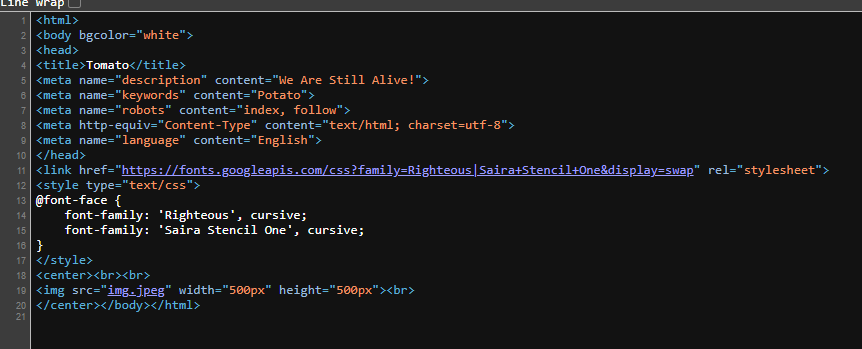 Line Wrap
1 <html>
2 <body bgcolor="white">
3 <head>
4 <title>Tomato</title>
5 <meta name="description" content="We Are Still Alive!">
6 <meta name="keywords" content="Potato">
7 <meta name="robots" content="index, follow">
8 <meta http-equiv="Content-Type" content="text/html; charset=utf-8">
9 <meta name="language" content="English">
10 </head>
11 <link href="https://fonts.googleapis.com/css?family=Righteous|Saira+Stencil+One&display=swap" rel="stylesheet">
12 <style type="text/css">
13 @font-face {
14     font-family: 'Righteous', cursive;
15     font-family: 'Saira Stencil One', cursive;
16 }
17 </style>
18 <center><br><br>
19 <img src="img.jpeg" width="500px" height="500px"><br>
20 </center></body></html>
21